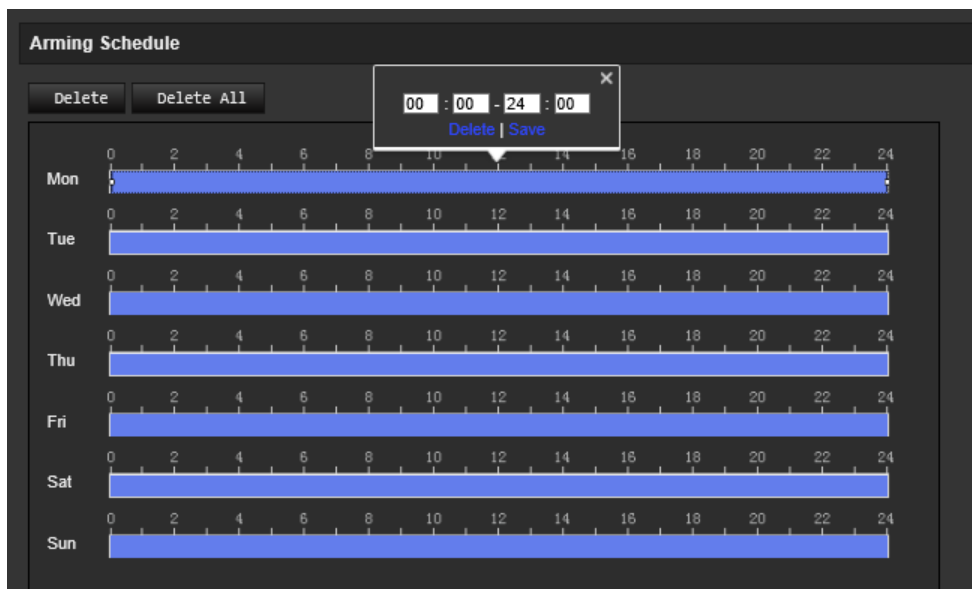 Arming Schedule
Delete Delete All
×
00 : 00 - 24 : 00
Delete | Save
0 2 4 6 8 10 12 14 16 18 20 22 24
Mon
0 2 4 6 8 10 12 14 16 18 20 22 24
Tue
0 2 4 6 8 10 12 14 16 18 20 22 24
Wed
0 2 4 6 8 10 12 14 16 18 20 22 24
Thu
0 2 4 6 8 10 12 14 16 18 20 22 24
Fri
0 2 4 6 8 10 12 14 16 18 20 22 24
Sat
0 2 4 6 8 10 12 14 16 18 20 22 24
Sun